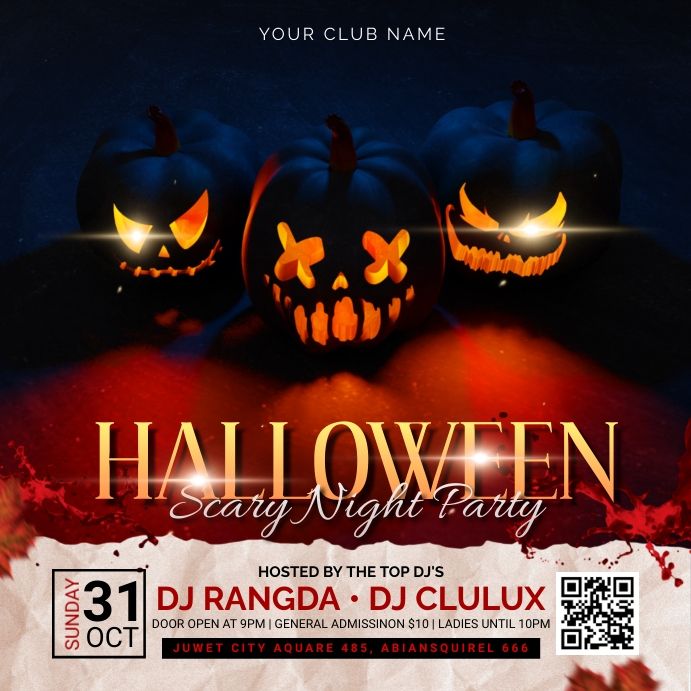 YOUR CLUB NAME
HALLOWEEN
Scary Night Party
HOSTED BY THE TOP DJ'S
SUNDAY
31
OCT
DJ RANGDA • DJ CLULUX
DOOR OPEN AT 9PM | GENERAL ADMISSINON $10 | LADIES UNTIL 10PM
JUWET CITY AQUARE 485, ABIANSQUIREL 666